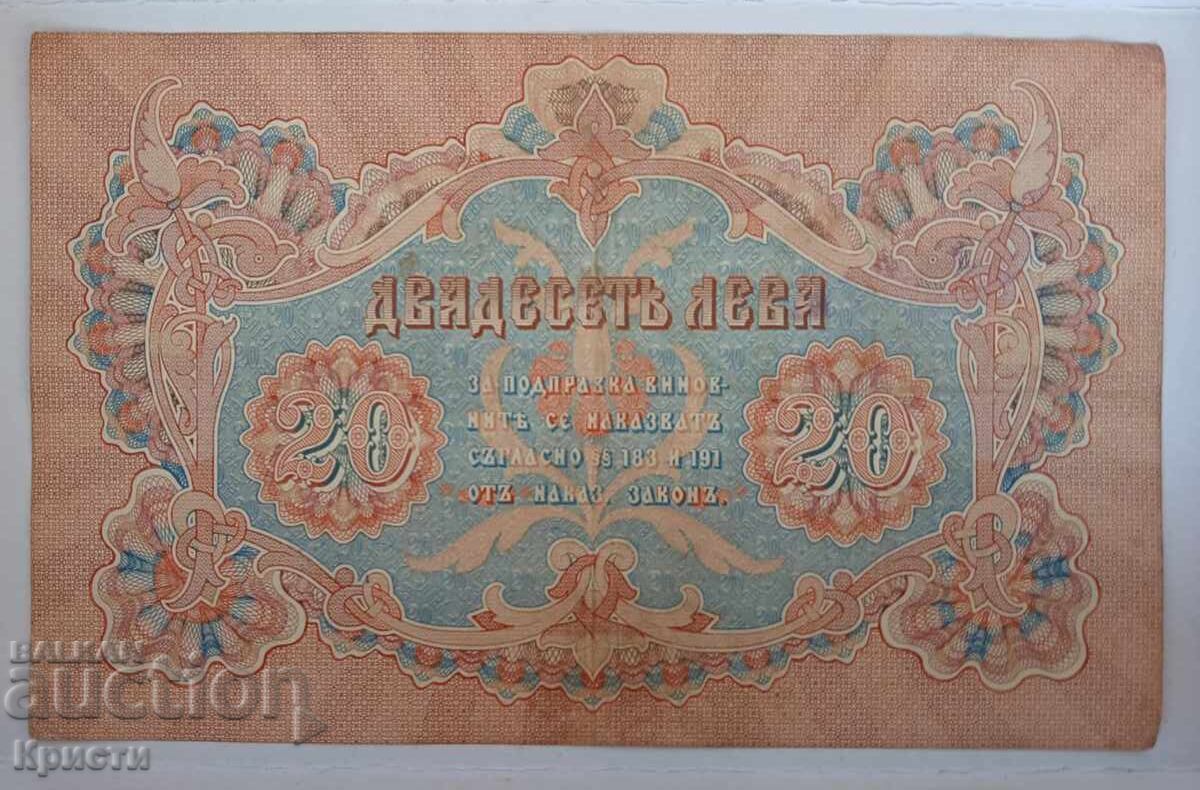 ДВАДЕСЕТЬ ЛЕВА
20
ЗА ПОДПРАВКА ВИНОВ-
НИТѢ СЕ НАКАЗВАТЪ
СЪГЛАСНО §§ 183 И 191
ОТЪ НАКАЗ. ЗАКОНЪ.
20
BALKAN
auction
Кристи